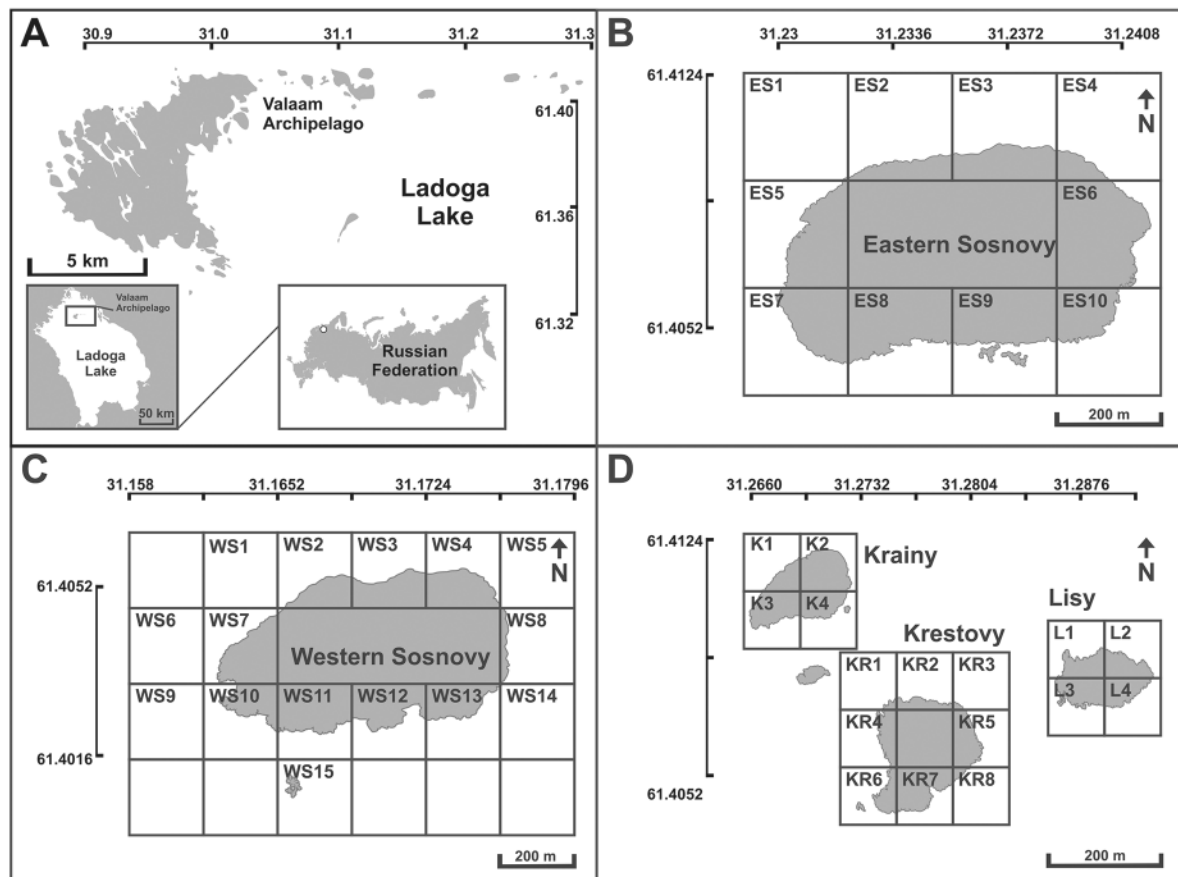 A
30.9 31.0 31.1 31.2 31.3
Valaam
Archipelago
61.40
Ladoga
Lake
61.36
5 km
61.32
Valaam
Archipelago
Ladoga
Lake
50 km
Russian
Federation
B
31.23 31.2336 31.2372 31.2408
61.4124
ES1 ES2 ES3 ES4
N
ES5 ES6
Eastern Sosnovy
ES7 ES8 ES9 ES10
61.4052
200 m
C
31.158 31.1652 31.1724 31.1796
WS1 WS2 WS3 WS4 WS5
N
61.4052
WS6 WS7 WS8
Western Sosnovy
WS9 WS10 WS11 WS12 WS13 WS14
61.4016
WS15
200 m
D
31.2660 31.2732 31.2804 31.2876
61.4124
K1 K2
Krainy
N
K3 K4
Lisy
Krestovy
L1 L2
KR1 KR2 KR3
L3 L4
KR4 KR5
KR6 KR7 KR8
61.4052
200 m